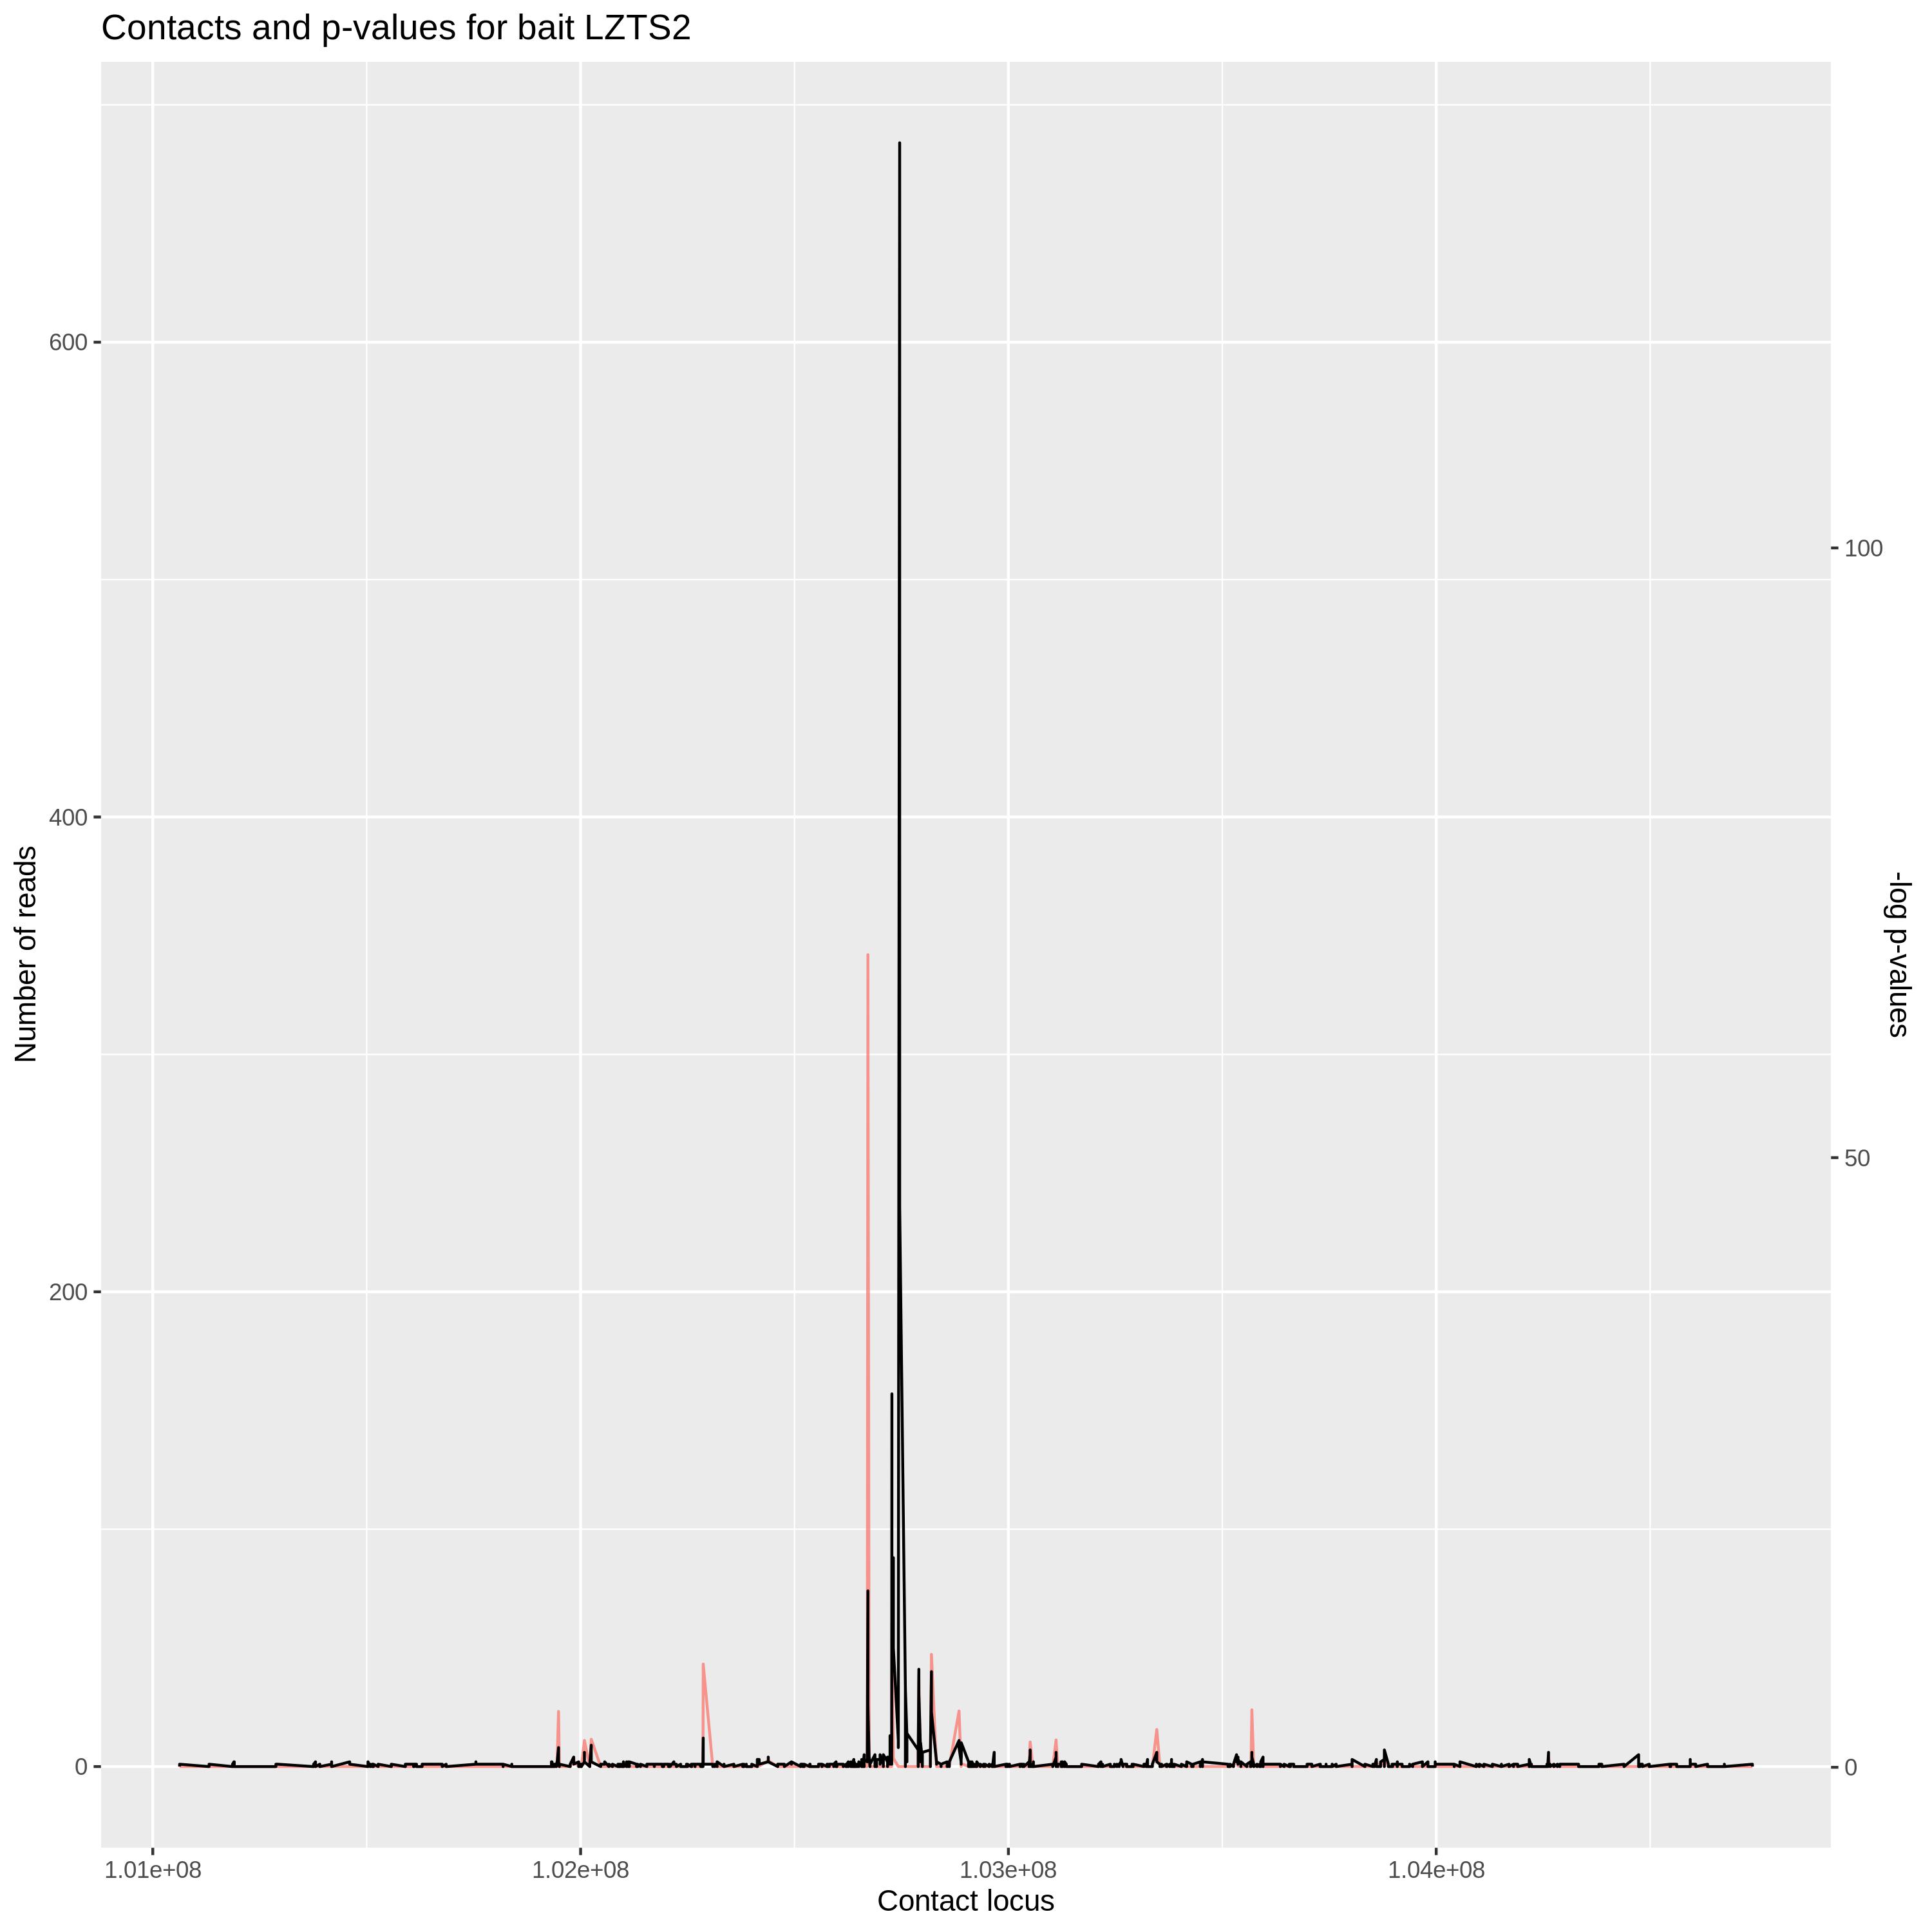 Contacts and p-values for bait LZTS2
600
400
200
0
Number of reads
100
50
0
-log p-values
1.01e+08 1.02e+08 1.03e+08 1.04e+08
Contact locus